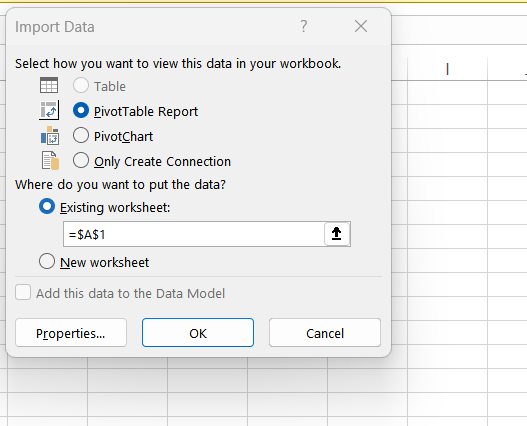 Import Data ?
I
Select how you want to view this data in your workbook.
Table
PivotTable Report
PivotChart
Only Create Connection
Where do you want to put the data?
Existing worksheet:
=$A$1
New worksheet
Add this data to the Data Model
Properties... OK Cancel